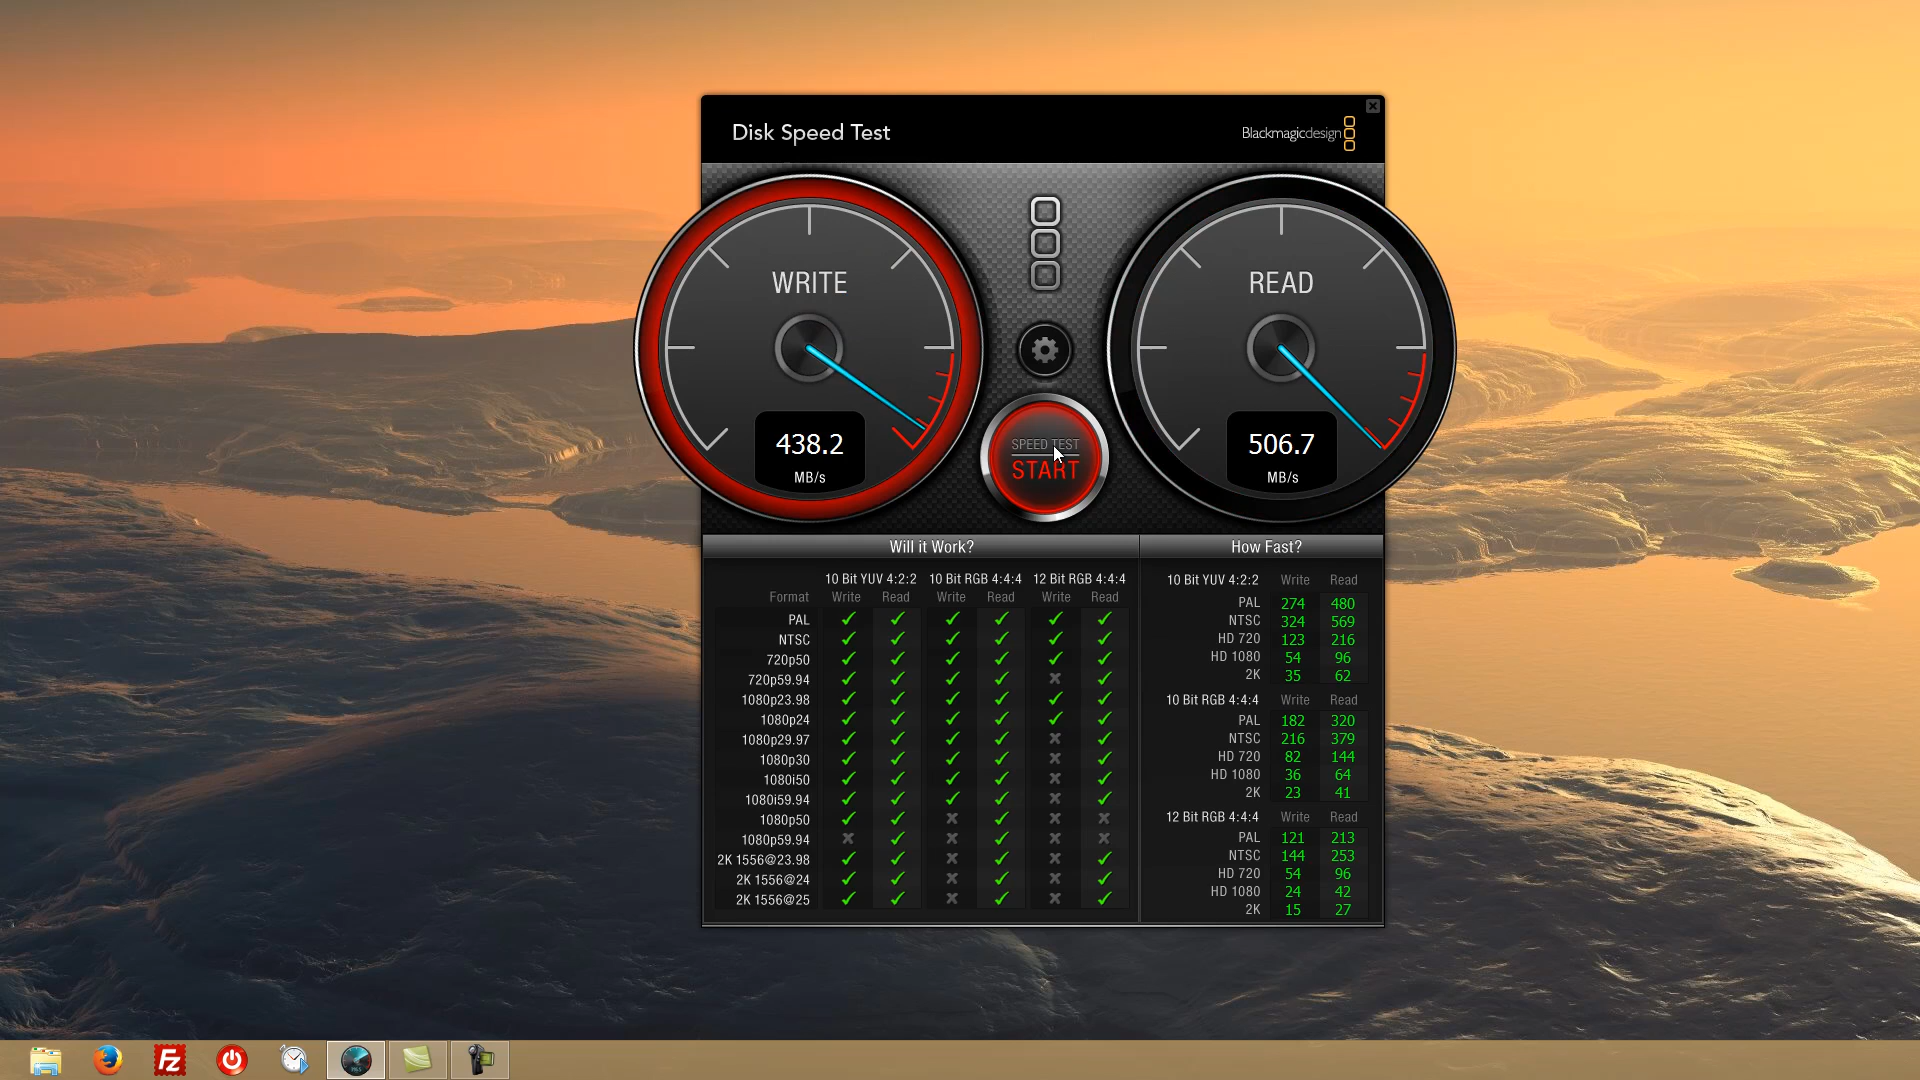 Disk Speed Test
Blackmagicdesign
WRITE
438.2
MB/s
SPEED TEST
START
READ
506.7
MB/s
Will it Work?
10 Bit YUV 4:2:2 10 Bit RGB 4:4:4 12 Bit RGB 4:4:4
Format Write Read Write Read Write Read
PAL ✓ ✓ ✓ ✓ ✓ ✓
NTSC ✓ ✓ ✓ ✓ ✓ ✓
720p50 ✓ ✓ ✓ ✓ ✓ ✓
720p59.94 ✓ ✓ ✓ ✓ x ✓
1080p23.98 ✓ ✓ ✓ ✓ ✓ ✓
1080p24 ✓ ✓ ✓ ✓ ✓ ✓
1080p29.97 ✓ ✓ ✓ ✓ x ✓
1080p30 ✓ ✓ ✓ ✓ x ✓
1080i50 ✓ ✓ ✓ ✓ x ✓
1080i59.94 ✓ ✓ ✓ ✓ x ✓
1080p50 ✓ ✓ x ✓ x x
1080p59.94 x ✓ x ✓ x x
2K 1556@23.98 ✓ ✓ x ✓ x ✓
2K 1556@24 ✓ ✓ x ✓ x ✓
2K 1556@25 ✓ ✓ x ✓ x ✓
How Fast?
10 Bit YUV 4:2:2 Write Read
PAL 274 480
NTSC 324 569
HD 720 123 216
HD 1080 54 96
2K 35 62
10 Bit RGB 4:4:4 Write Read
PAL 182 320
NTSC 216 379
HD 720 82 144
HD 1080 36 64
2K 23 41
12 Bit RGB 4:4:4 Write Read
PAL 121 213
NTSC 144 253
HD 720 54 96
HD 1080 24 42
2K 15 27
Fz